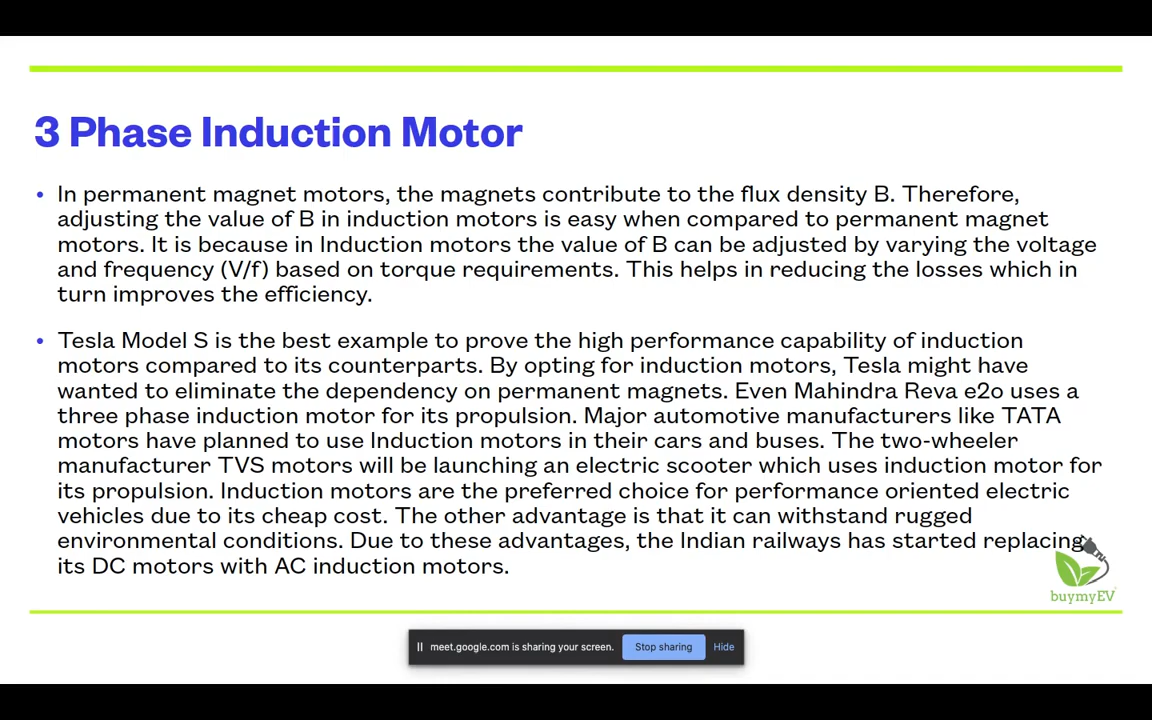 3 Phase Induction Motor
• In permanent magnet motors, the magnets contribute to the flux density B. Therefore,
adjusting the value of B in induction motors is easy when compared to permanent magnet
motors. It is because in Induction motors the value of B can be adjusted by varying the voltage
and frequency (V/f) based on torque requirements. This helps in reducing the losses which in
turn improves the efficiency.
• Tesla Model S is the best example to prove the high performance capability of induction
motors compared to its counterparts. By opting for induction motors, Tesla might have
wanted to eliminate the dependency on permanent magnets. Even Mahindra Reva e2o uses a
three phase induction motor for its propulsion. Major automotive manufacturers like TATA
motors have planned to use Induction motors in their cars and buses. The two-wheeler
manufacturer TVS motors will be launching an electric scooter which uses induction motor for
its propulsion. Induction motors are the preferred choice for performance oriented electric
vehicles due to its cheap cost. The other advantage is that it can withstand rugged
environmental conditions. Due to these advantages, the Indian railways has started replacing
its DC motors with AC induction motors.
buymyEV
meet.google.com is sharing your screen. Stop sharing Hide